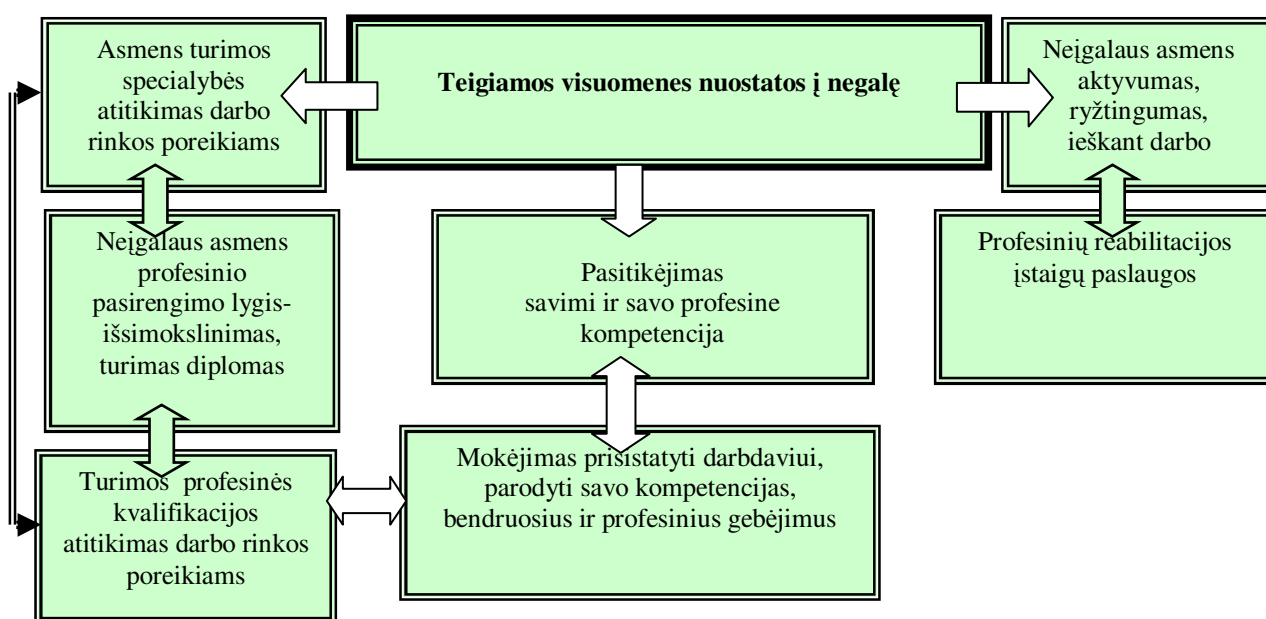 Asmens turimos
specialybės
atitikimas darbo
rinkos poreikiams
Teigiamos visuomenes nuostatos į negalę
Neįgalaus asmens
aktyvumas,
ryžtingumas,
ieškant darbo
Neįgalaus asmens
profesinio
pasirengimo lygis-
išsimokslinimas,
turimas diplomas
Pasitikėjimas
savimi ir savo profesine
kompetencija
Profesinių reabilitacijos
įstaigų paslaugos
Turimos profesinės
kvalifikacijos
atitikimas darbo rinkos
poreikiams
Mokėjimas prisistatyti darbdaviui,
parodyti savo kompetencijas,
bendruosius ir profesinius gebėjimus